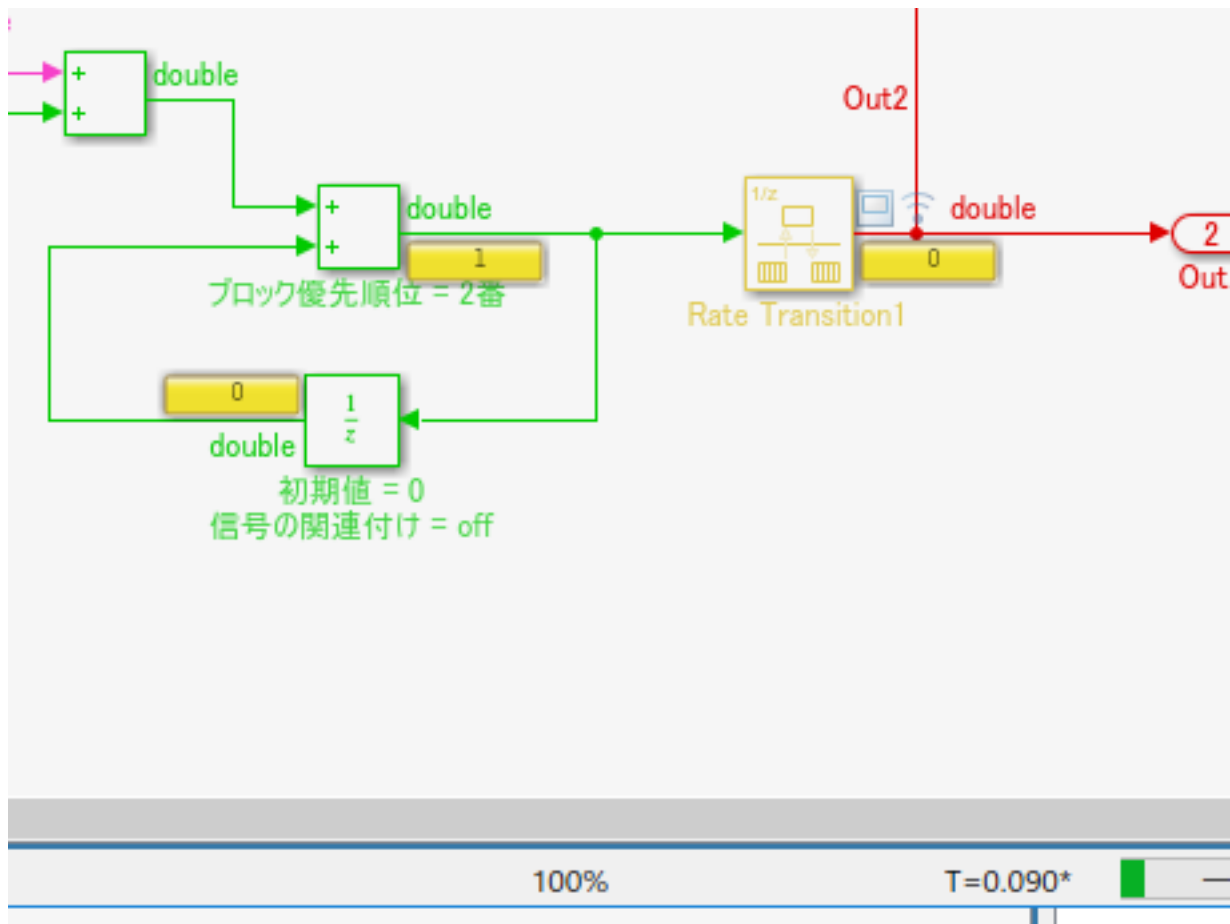 +
double
+
Out2
1/z
+
double
double
+
1
0
2
ブロック優先順位 = 2番
Out
Rate Transition1
0
1
z
double
初期値 = 0
信号の関連付け = off
100%
T=0.090*